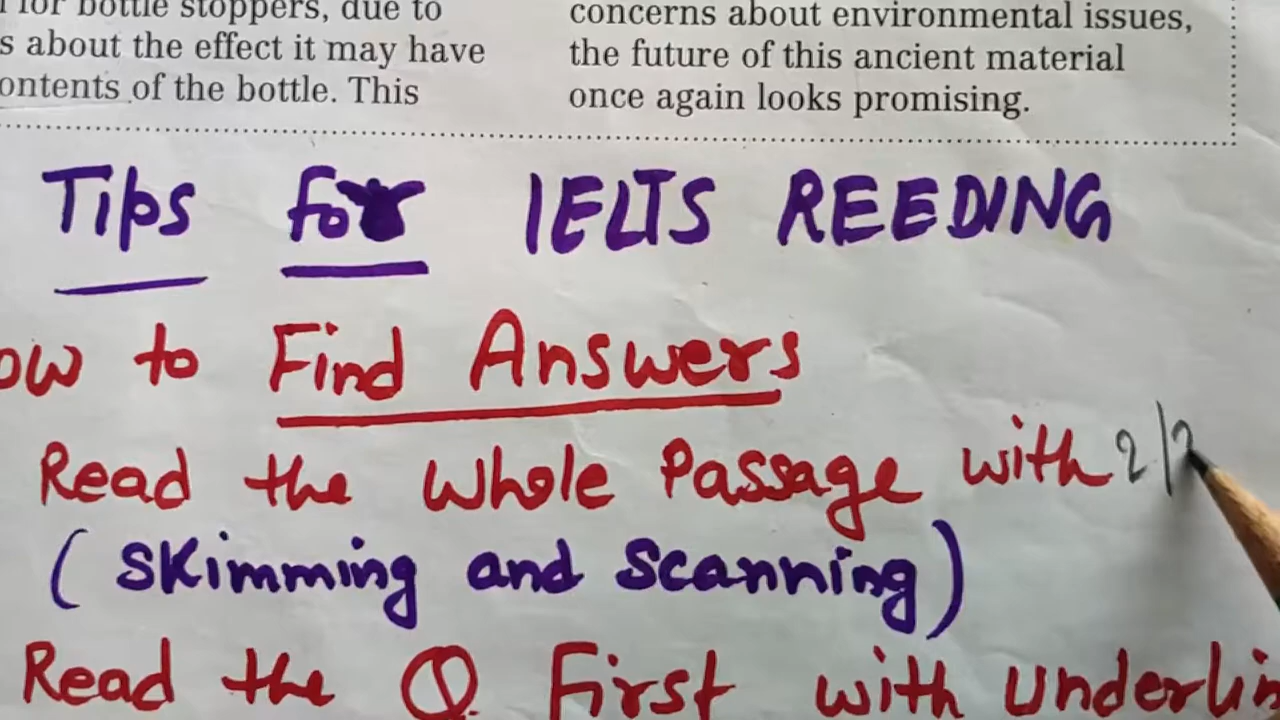 for bottle stoppers, due to
s about the effect it may have
ontents of the bottle. This
concerns about environmental issues,
the future of this ancient material
once again looks promising.
Tips for IELTS REEDING
ow to Find Answers
Read the whole Passage with 2/2
(Skimming and Scanning)
Read the Q First with underlin